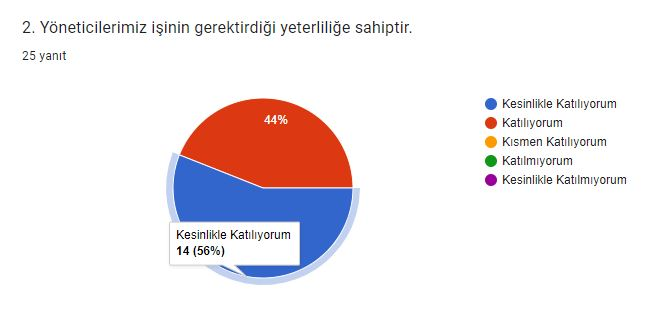 2. Yöneticilerimiz işinin gerektirdiği yeterliliğe sahiptir.
25 yanıt
44%
Kesinlikle Katılıyorum
14 (56%)
Kesinlikle Katılıyorum
Katılıyorum
Kısmen Katılıyorum
Katılmıyorum
Kesinlikle Katılmıyorum